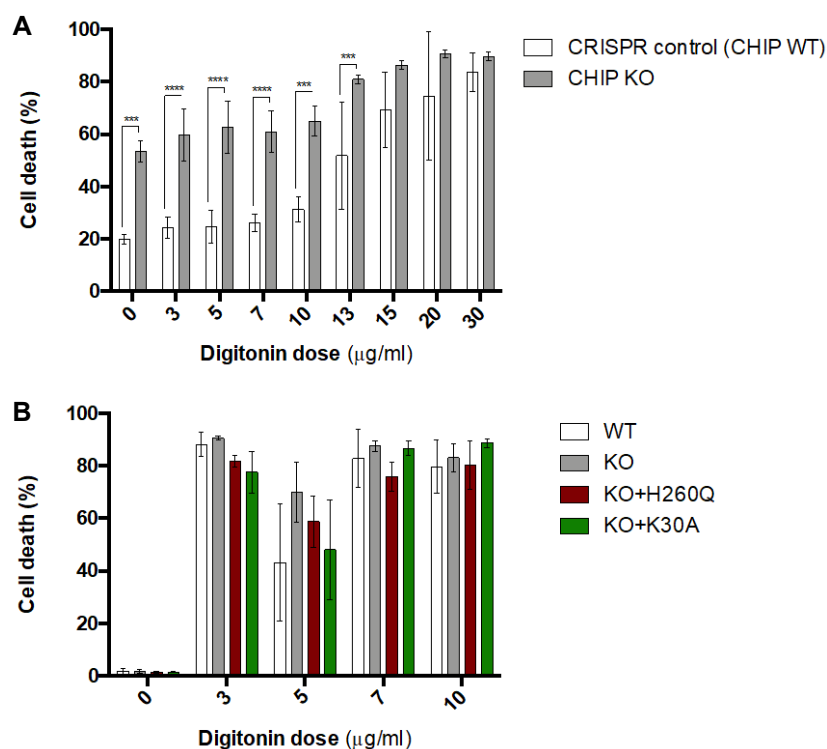 A
100
80
60
40
20
0
Cell death (%)
*** **** **** **** *** ***
0 3 5 7 10 13 15 20 30
Digitonin dose (μg/ml)
CRISPR control (CHIP WT)
CHIP KO
B
100
80
60
40
20
0
Cell death (%)
0 3 5 7 10
Digitonin dose (μg/ml)
WT
KO
KO+H260Q
KO+K30A